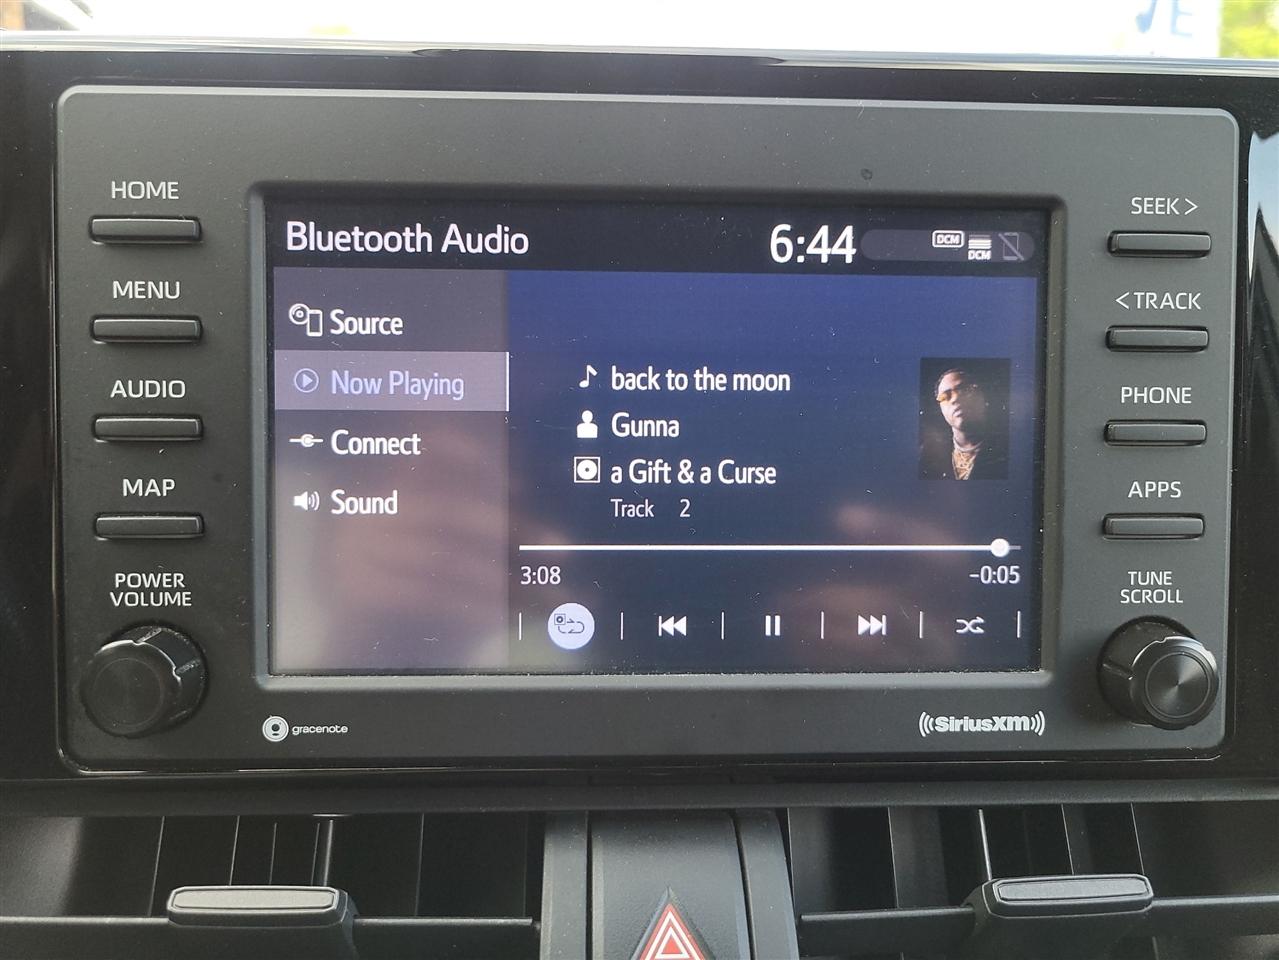 VE
HOME
MENU
AUDIO
MAP
POWER
VOLUME
Bluetooth Audio
6:44
DCM
DCM
Source
Now Playing
Connect
Sound
back to the moon
Gunna
a Gift & a Curse
Track 2
3:08
-0:05
SEEK >
< TRACK
PHONE
APPS
TUNE
SCROLL
gracenote
((SiriusXM))